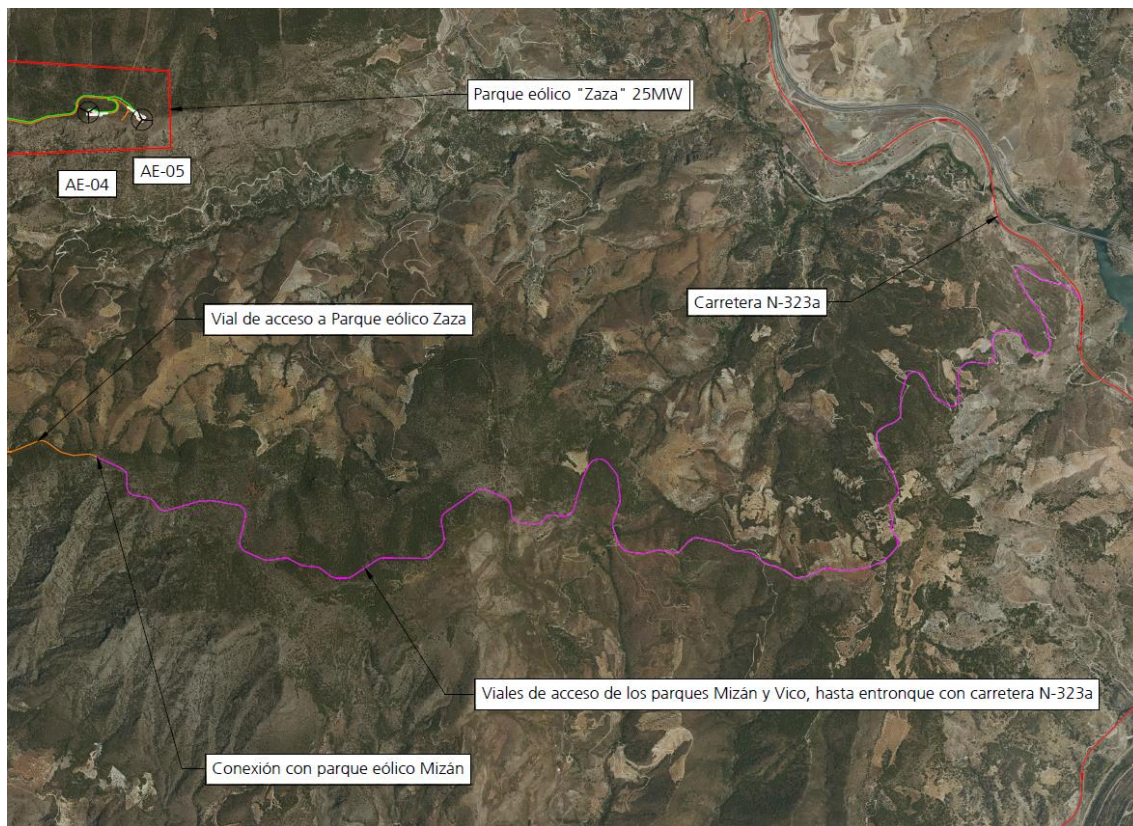 Parque eólico "Zaza" 25MW
AE-04
AE-05
Carretera N-323a
Vial de acceso a Parque eólico Zaza
Viales de acceso de los parques Mizán y Vico, hasta entronque con carretera N-323a
Conexión con parque eólico Mizán